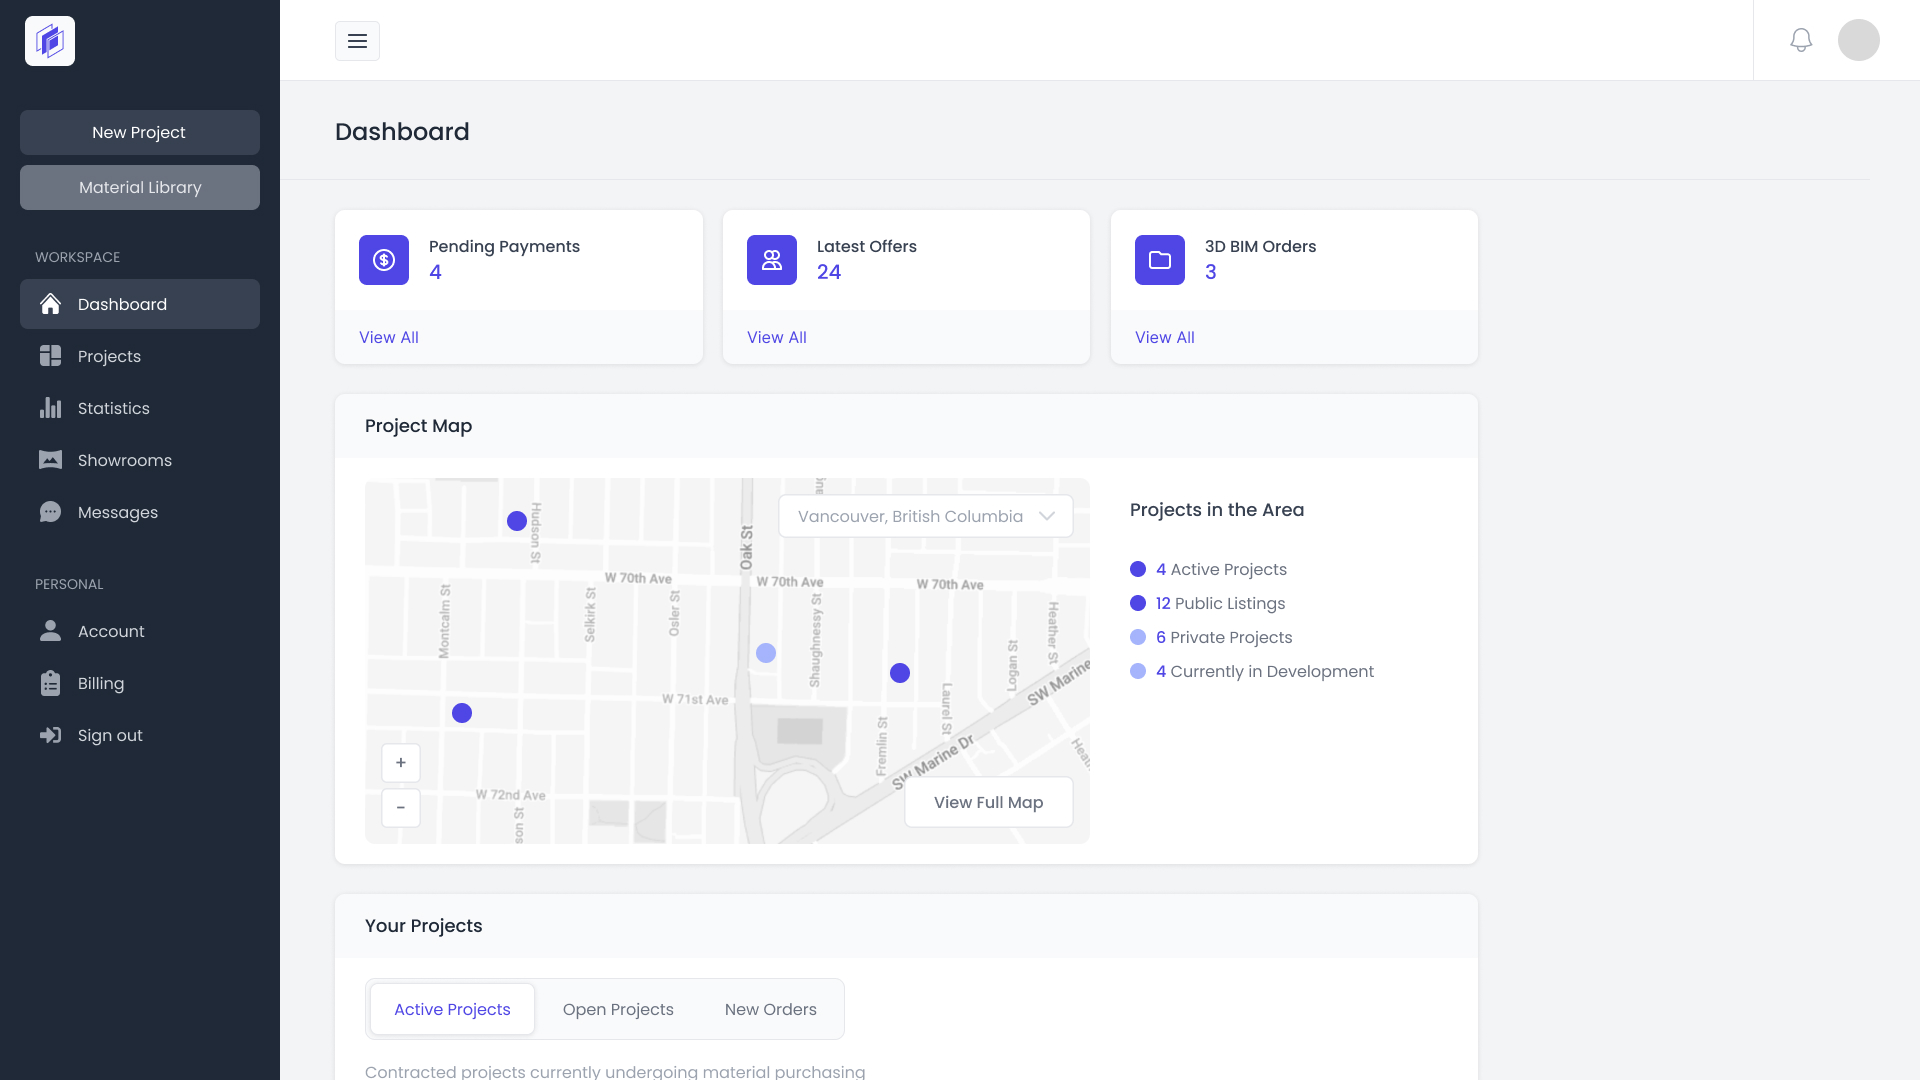 New Project
Material Library
WORKSPACE
Dashboard
Projects
Statistics
Showrooms
Messages
PERSONAL
Account
Billing
Sign out
Dashboard
Pending Payments
4
View All
Latest Offers
24
View All
3D BIM Orders
3
View All
Project Map
Vancouver, British Columbia
Hudson St
Oak St
W 70th Ave
W 70th Ave
W 70th Ave
Montcalm St
Selkirk St
Osler St
Shaughnessy St
Heather St
Logan St
SW Marine
W 71st Ave
Laurel St
Fremlin St
SW Marine Dr
W 72nd Ave
son St
+
-
View Full Map
Projects in the Area
4 Active Projects
12 Public Listings
6 Private Projects
4 Currently in Development
Your Projects
Active Projects
Open Projects
New Orders
Contracted projects currently undergoing material purchasing